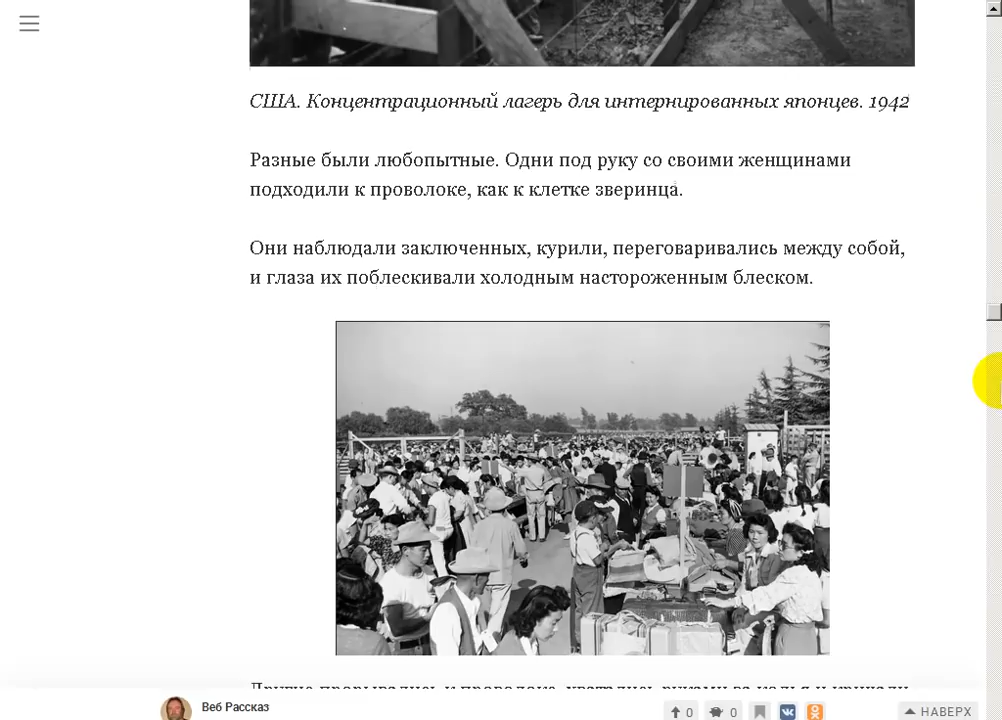 США. Концентрационный лагерь для интернированных японцев. 1942
Разные были любопытные. Одни под руку со своими женщинами
подходили к проволоке, как к клетке зверинца.
Они наблюдали заключенных, курили, переговаривались между собой,
и глаза их поблескивали холодным настороженным блеском.
Веб Рассказ
0
0
НАВЕРХ